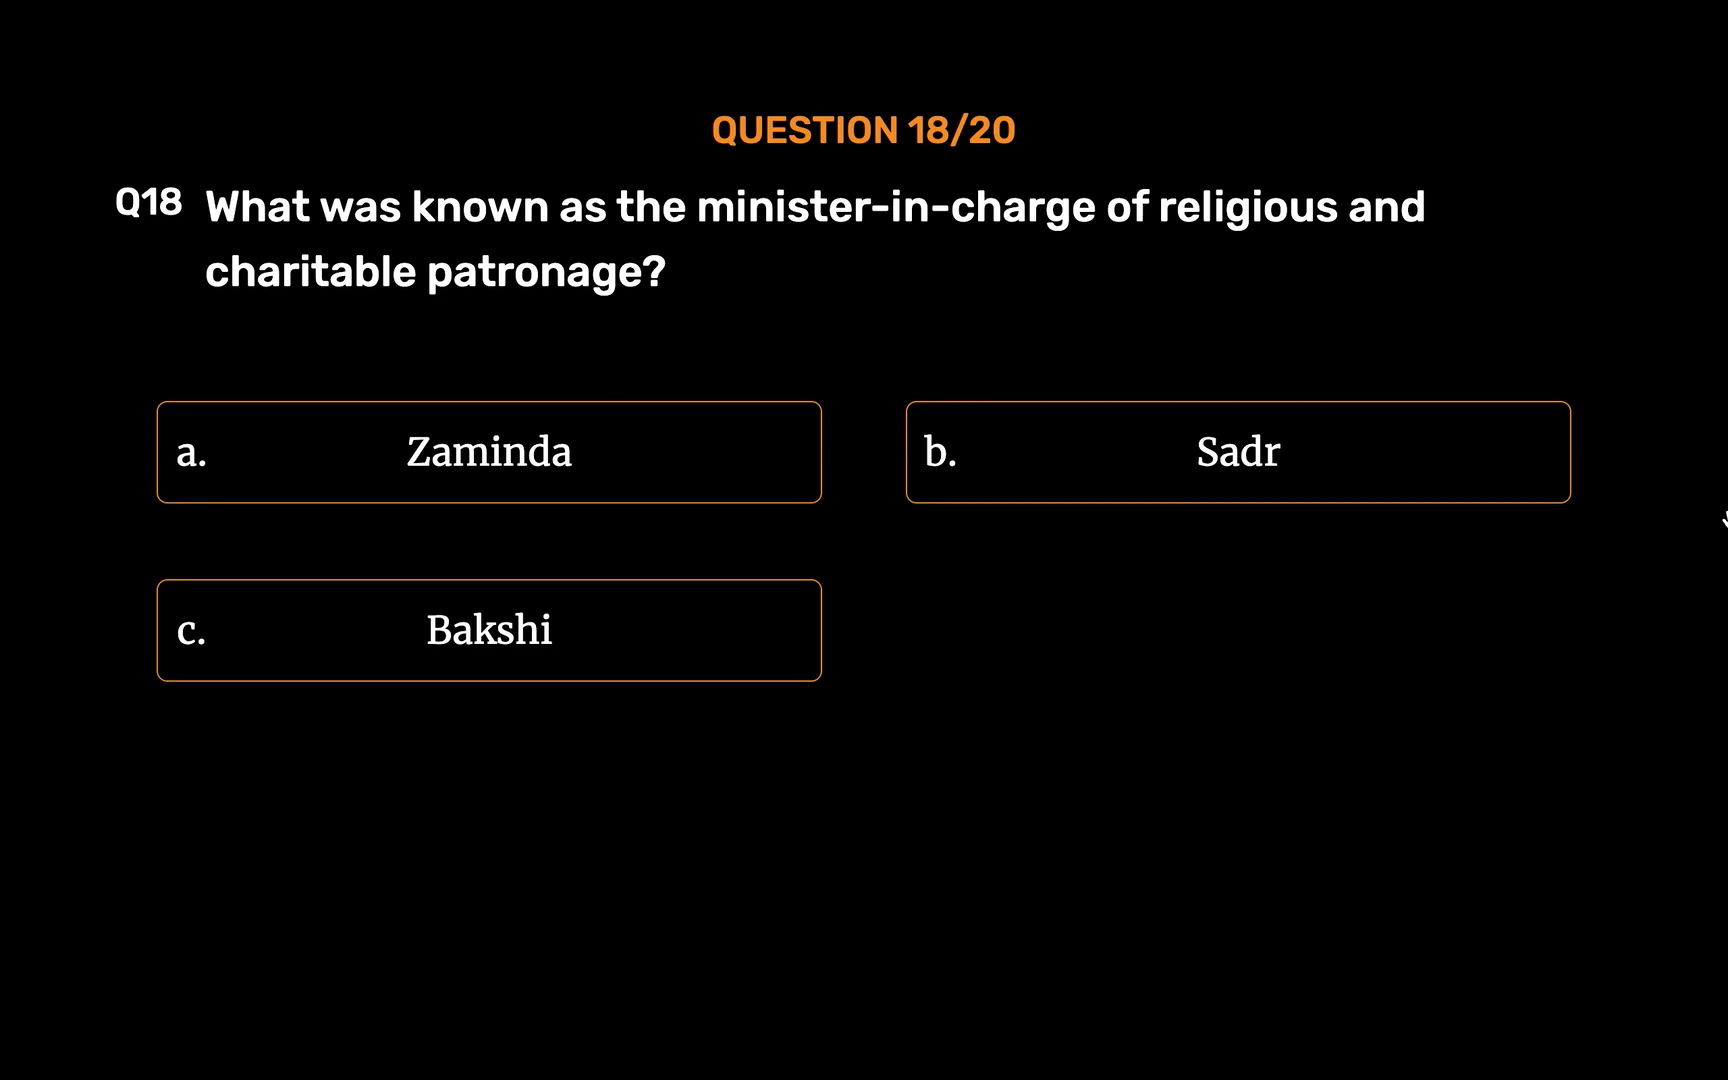 QUESTION 18/20
Q18 What was known as the minister-in-charge of religious and
charitable patronage?
a. Zaminda
b. Sadr
c. Bakshi